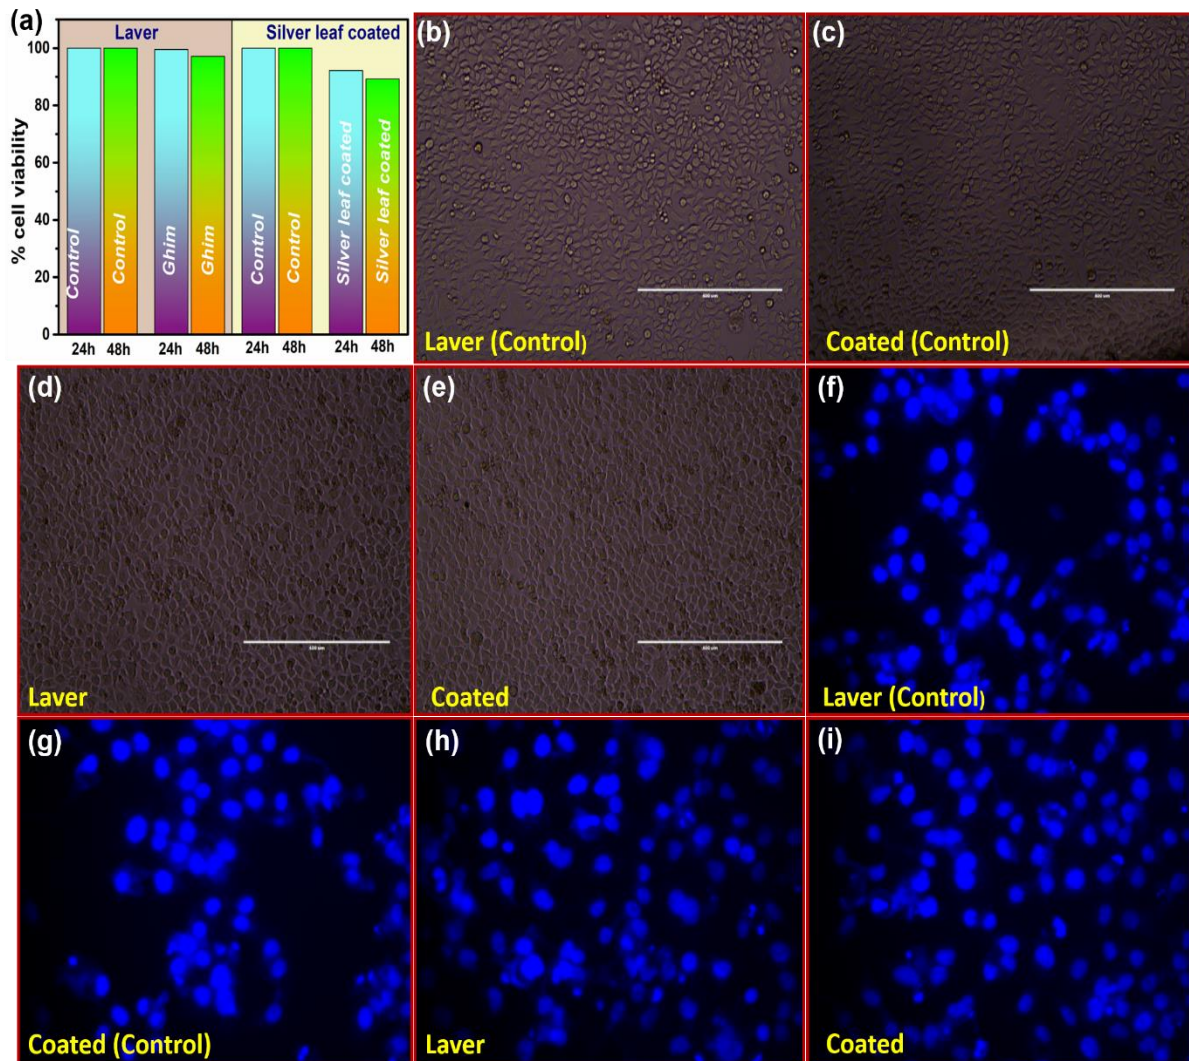 (a)
Laver
Silver leaf coated
% cell viability
100
80
60
40
20
0
Control
Control
Ghim
Ghim
Control
Control
Silver leaf coated
Silver leaf coated
24h 48h 24h 48h 24h 48h 24h 48h
(b)
Laver (Control)
(c)
Coated (Control)
(d)
Laver
(e)
Coated
(f)
Laver (Control)
(g)
Coated (Control)
(h)
Laver
(i)
Coated